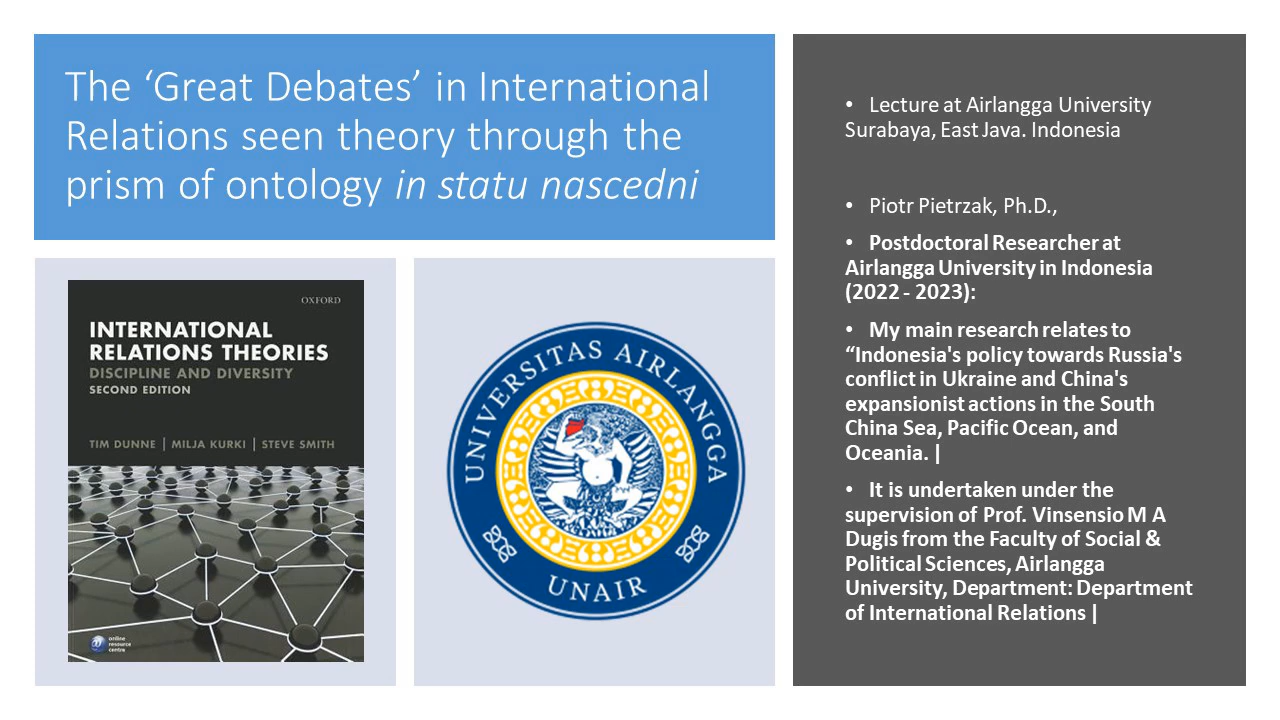 The ‘Great Debates’ in International
Relations seen theory through the
prism of ontology in statu nascedni
OXFORD
INTERNATIONAL
RELATIONS THEORIES
DISCIPLINE AND DIVERSITY
SECOND EDITION
TIM DUNNE | MILJA KURKI | STEVE SMITH
online
resource
centre
UNIVERSITAS AIRLANGGA
UNAIR
• Lecture at Airlangga University
Surabaya, East Java. Indonesia
• Piotr Pietrzak, Ph.D.,
• Postdoctoral Researcher at
Airlangga University in Indonesia
(2022 - 2023):
• My main research relates to
“Indonesia's policy towards Russia's
conflict in Ukraine and China's
expansionist actions in the South
China Sea, Pacific Ocean, and
Oceania. |
• It is undertaken under the
supervision of Prof. Vinsensio M A
Dugis from the Faculty of Social &
Political Sciences, Airlangga
University, Department: Department
of International Relations |